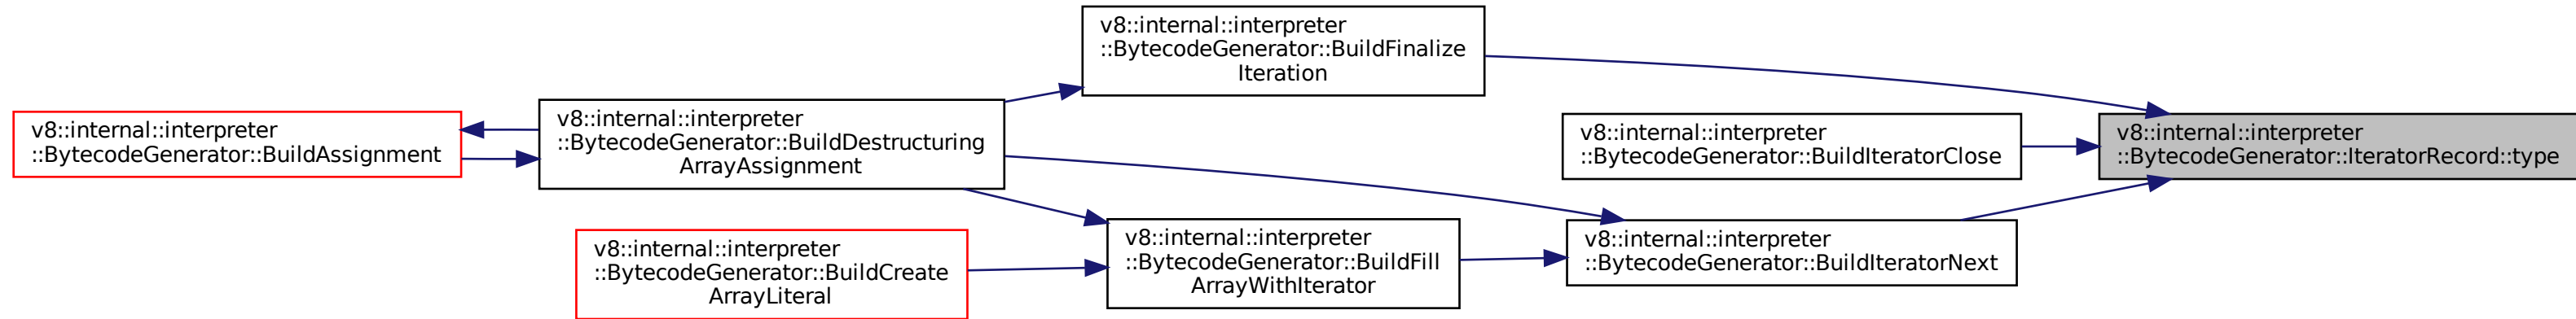 v8::internal::interpreter
::BytecodeGenerator::BuildFinalize
Iteration
v8::internal::interpreter
::BytecodeGenerator::BuildAssignment
v8::internal::interpreter
::BytecodeGenerator::BuildDestructuring
ArrayAssignment
v8::internal::interpreter
::BytecodeGenerator::BuildIteratorClose
v8::internal::interpreter
::BytecodeGenerator::IteratorRecord::type
v8::internal::interpreter
::BytecodeGenerator::BuildCreate
ArrayLiteral
v8::internal::interpreter
::BytecodeGenerator::BuildFill
ArrayWithIterator
v8::internal::interpreter
::BytecodeGenerator::BuildIteratorNext